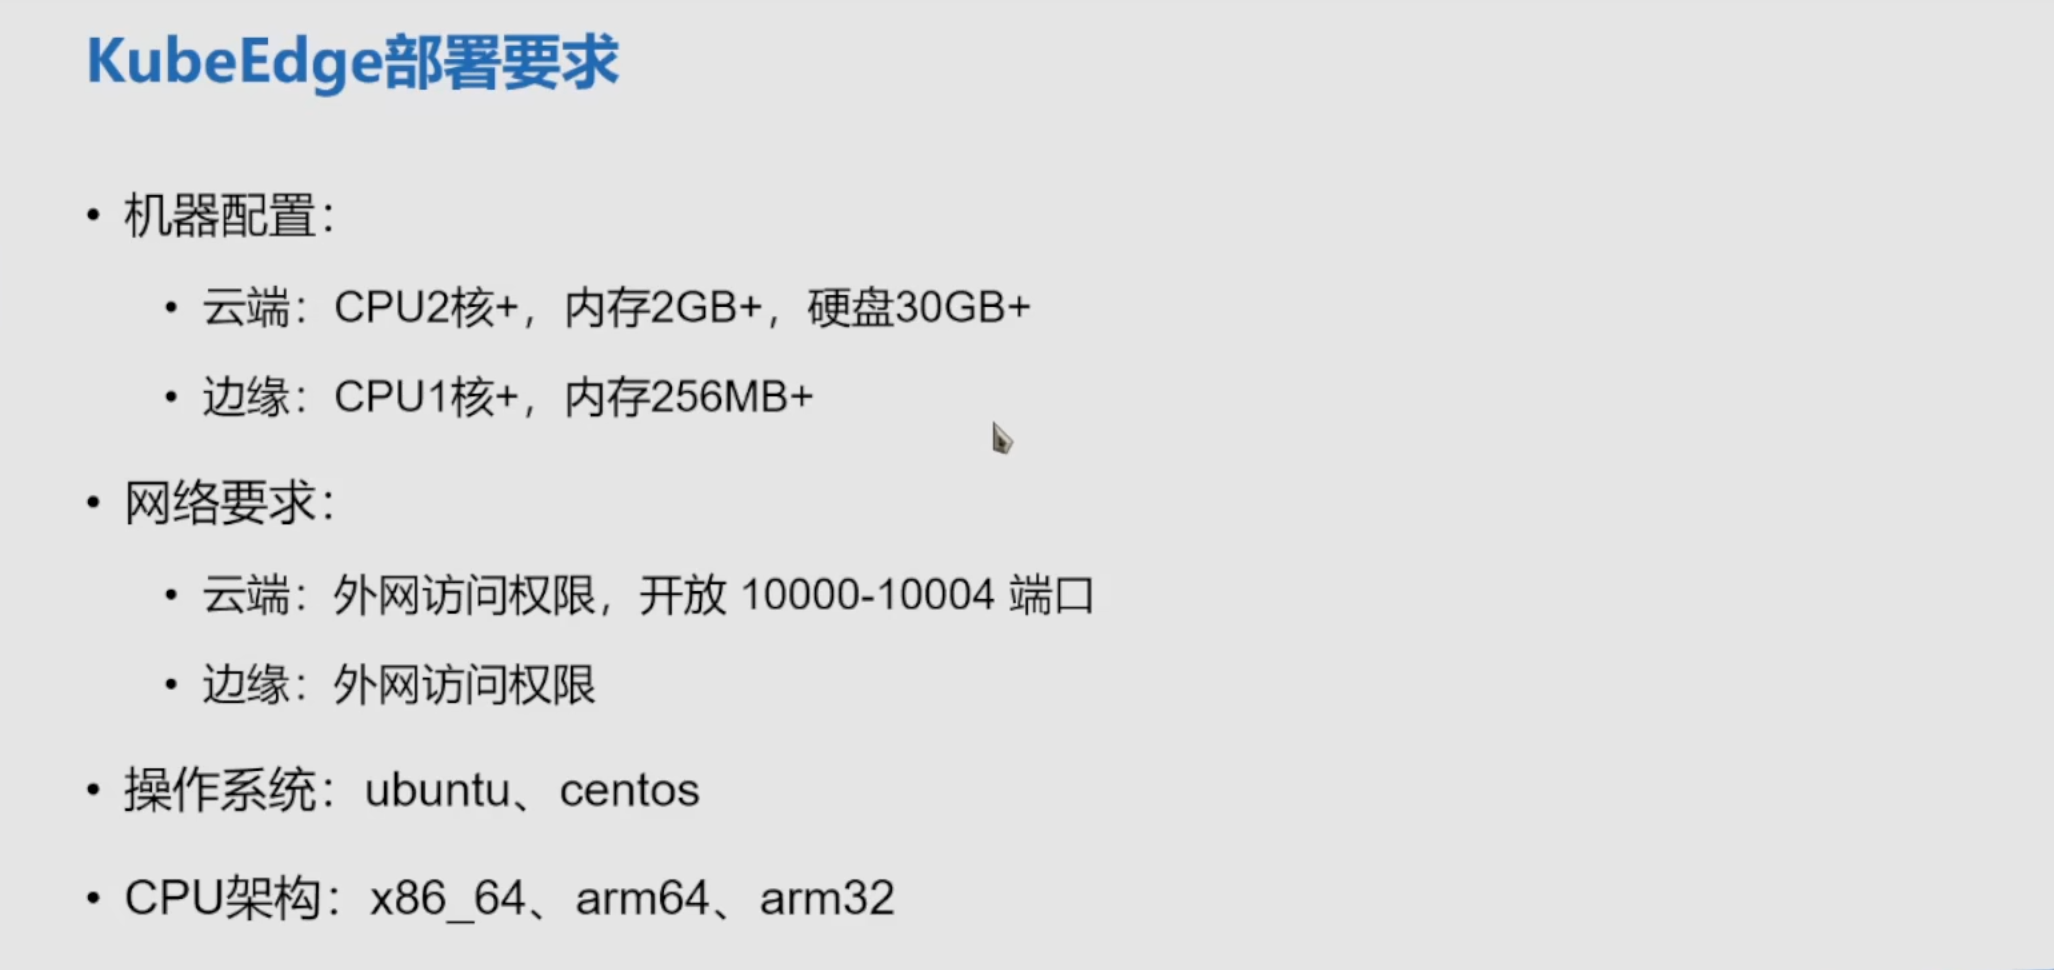 KubeEdge部署要求
• 机器配置：
• 云端：CPU2核+，内存2GB+，硬盘30GB+
• 边缘：CPU1核+，内存256MB+
• 网络要求：
• 云端：外网访问权限，开放 10000-10004 端口
• 边缘：外网访问权限
• 操作系统：ubuntu、centos
• CPU架构：x86_64、arm64、arm32